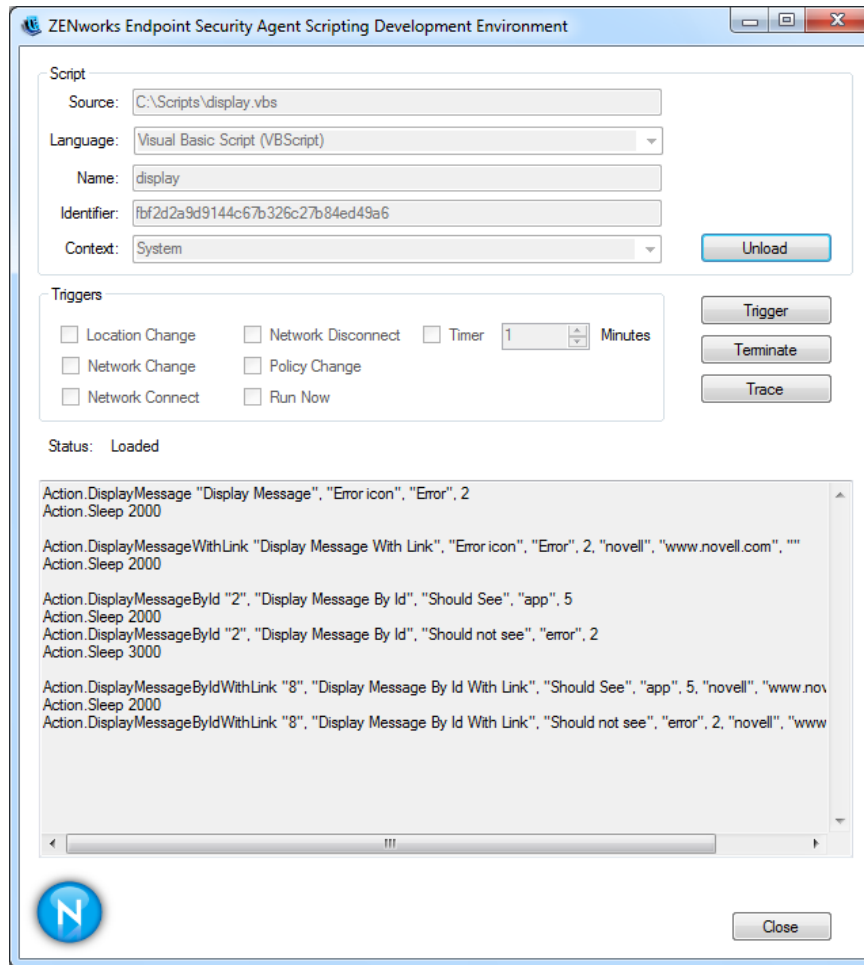 ZENworks Endpoint Security Agent Scripting Development Environment
Script
Source: C:\Scripts\display.vbs
Language: Visual Basic Script (VBScript)
Name: display
Identifier: fbf2d2a9d9144c67b326c27b84ed49a6
Context: System
Unload
Triggers
Location Change Network Disconnect Timer 1 Minutes
Network Change Policy Change
Network Connect Run Now
Trigger
Terminate
Trace
Status: Loaded
Action.DisplayMessage "Display Message", "Error icon", "Error", 2
Action.Sleep 2000
Action.DisplayMessageWithLink "Display Message With Link", "Error icon", "Error", 2, "novell", "www.novell.com", ""
Action.Sleep 2000
Action.DisplayMessageById "2", "Display Message By Id", "Should See", "app", 5
Action.Sleep 2000
Action.DisplayMessageById "2", "Display Message By Id", "Should not see", "error", 2
Action.Sleep 3000
Action.DisplayMessageByIdWithLink "8", "Display Message By Id With Link", "Should See", "app", 5, "novell", "www.nov
Action.Sleep 2000
Action.DisplayMessageByIdWithLink "8", "Display Message By Id With Link", "Should not see", "error", 2, "novell", "www
N
Close